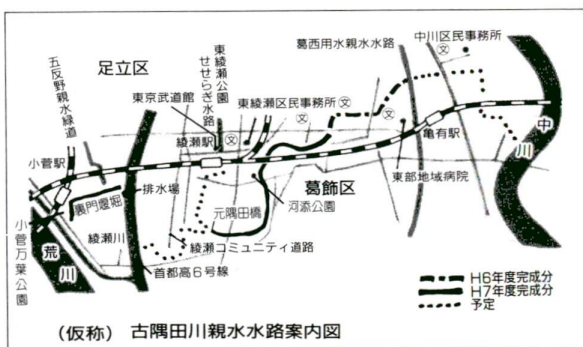 中川区民事務所
葛西用水親水水路
東綾瀬公園
せせらぎ水路
足立区
五反野親水緑道
東京武道館
東綾瀬区民事務所
文
文
文
文
文
綾瀬駅
亀有駅
中川
小菅駅
排水場
裏門堰堀
葛飾区
東部地域病院
河添公園
元隅田橋
綾瀬川
綾瀬コミュニティ道路
小菅万葉公園
荒川
首都高6号線
H6年度完成分
H7年度完成分
予定
(仮称) 古隅田川親水水路案内図